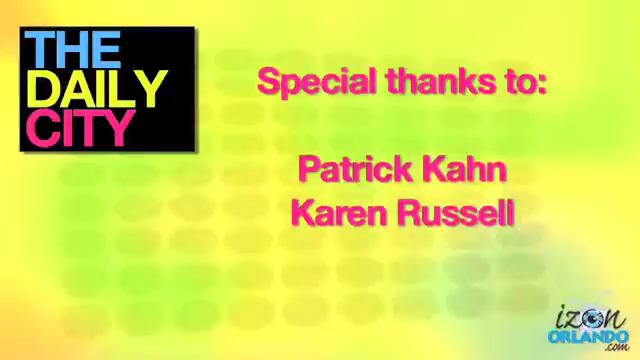 THE
DAILY
CITY
Special thanks to:
Patrick Kahn
Karen Russell
izon
ORLANDO
.com